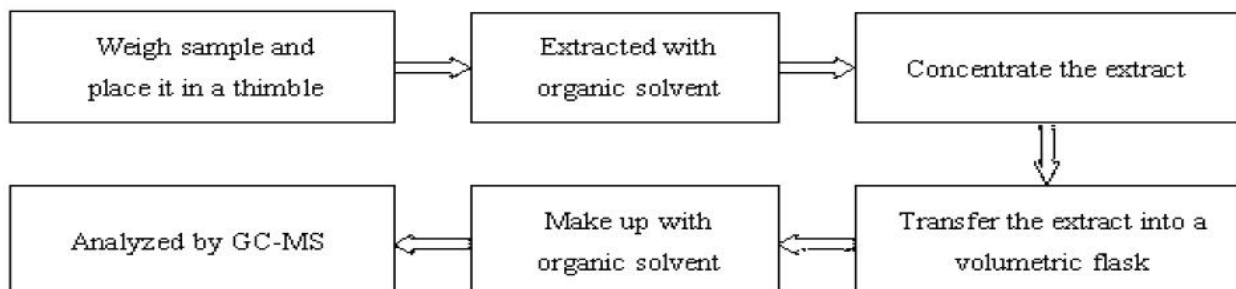 Weigh sample and
place it in a thimble
Extracted with
organic solvent
Concentrate the extract
Transfer the extract into a
volumetric flask
Make up with
organic solvent
Analyzed by GC-MS